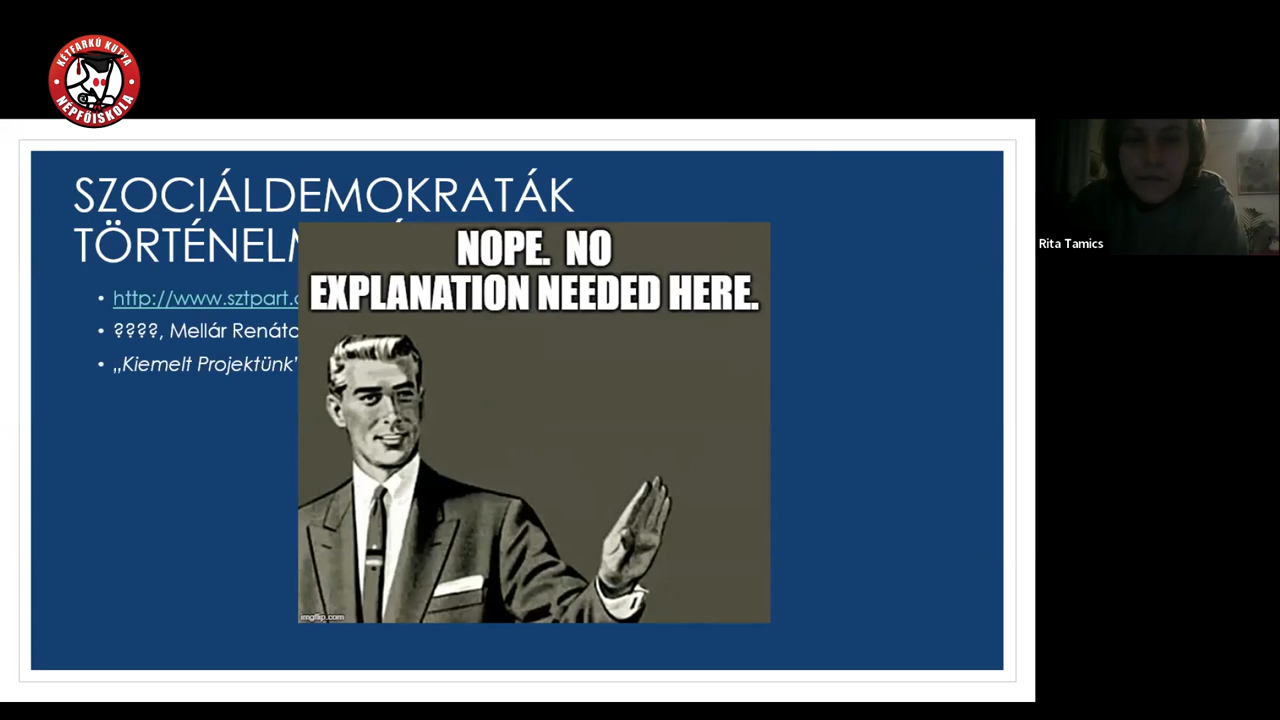 KÉTFARKÚ KUTYA
NÉPFŐISKOLA
SZOCIÁLDEMOKRATÁK
TÖRTÉNELM
http://www.sztpart.
????, Mellár Renát
„Kiemelt Projektünk”
NOPE. NO
EXPLANATION NEEDED HERE.
imgflip.com
Rita Tamics